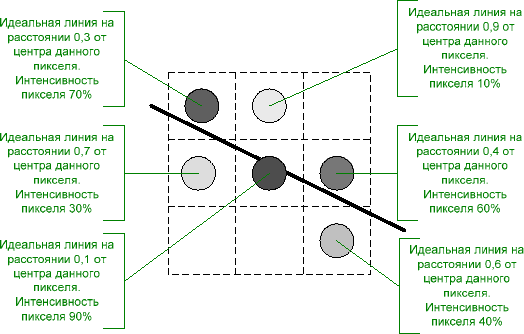 Идеальная линия на
расстоянии 0,3 от
центра данного
пикселя.
Интенсивность
пикселя 70%
Идеальная линия на
расстоянии 0,9 от
центра данного
пикселя.
Интенсивность
пикселя 10%
Идеальная линия на
расстоянии 0,7 от
центра данного
пикселя.
Интенсивность
пикселя 30%
Идеальная линия на
расстоянии 0,4 от
центра данного
пикселя.
Интенсивность
пикселя 60%
Идеальная линия на
расстоянии 0,1 от
центра данного
пикселя.
Интенсивность
пикселя 90%
Идеальная линия на
расстоянии 0,6 от
центра данного
пикселя.
Интенсивность
пикселя 40%